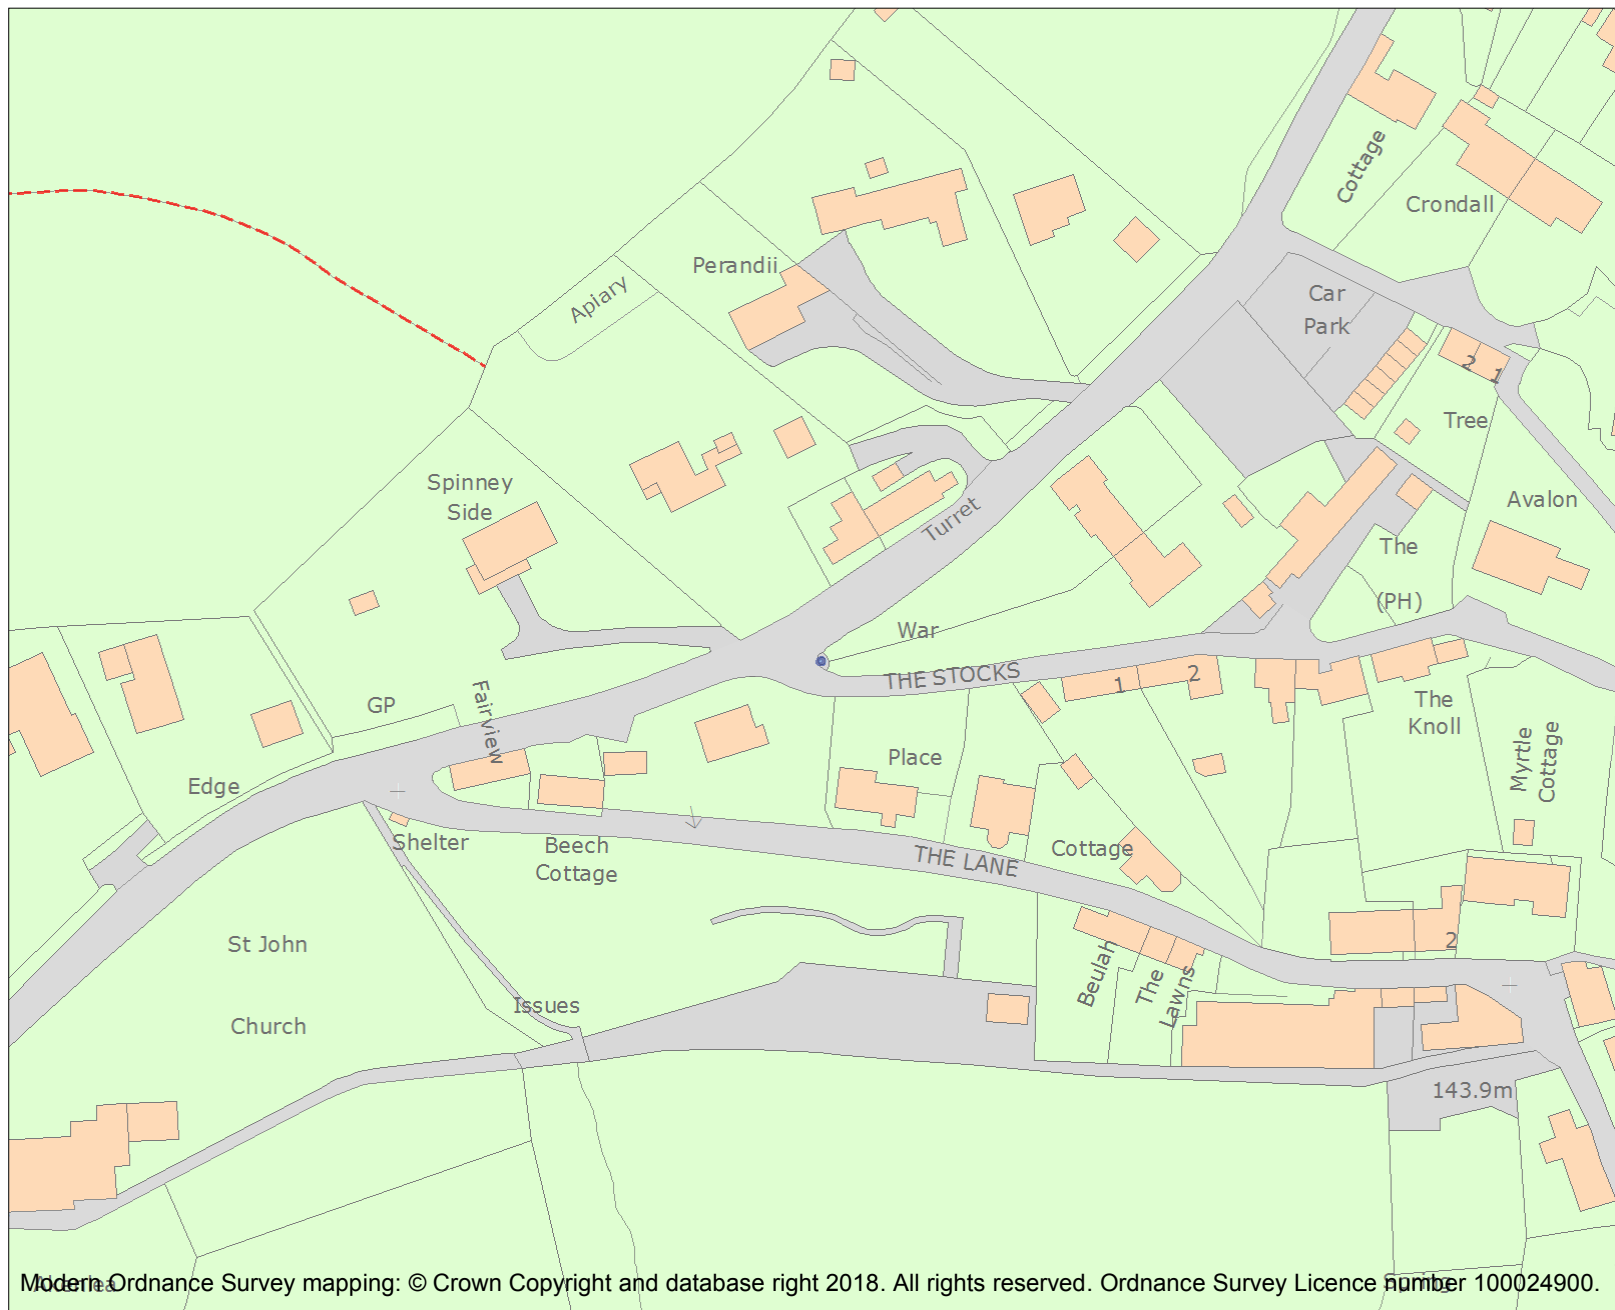 Cottage
Crondall
Perandii
Apiary
Car
Park
2
1
Tree
Spinney
Side
Avalon
Turret
The
(PH)
War
THE STOCKS
1
2
GP
Fairview
The
Knoll
Myrtle
Cottage
Place
Edge
Shelter
Beech
Cottage
THE LANE
Cottage
St John
Church
Issues
Beulah
The
Lawns
2
143.9m
Modern Ordnance Survey mapping: © Crown Copyright and database right 2018. All rights reserved. Ordnance Survey Licence number 100024900.